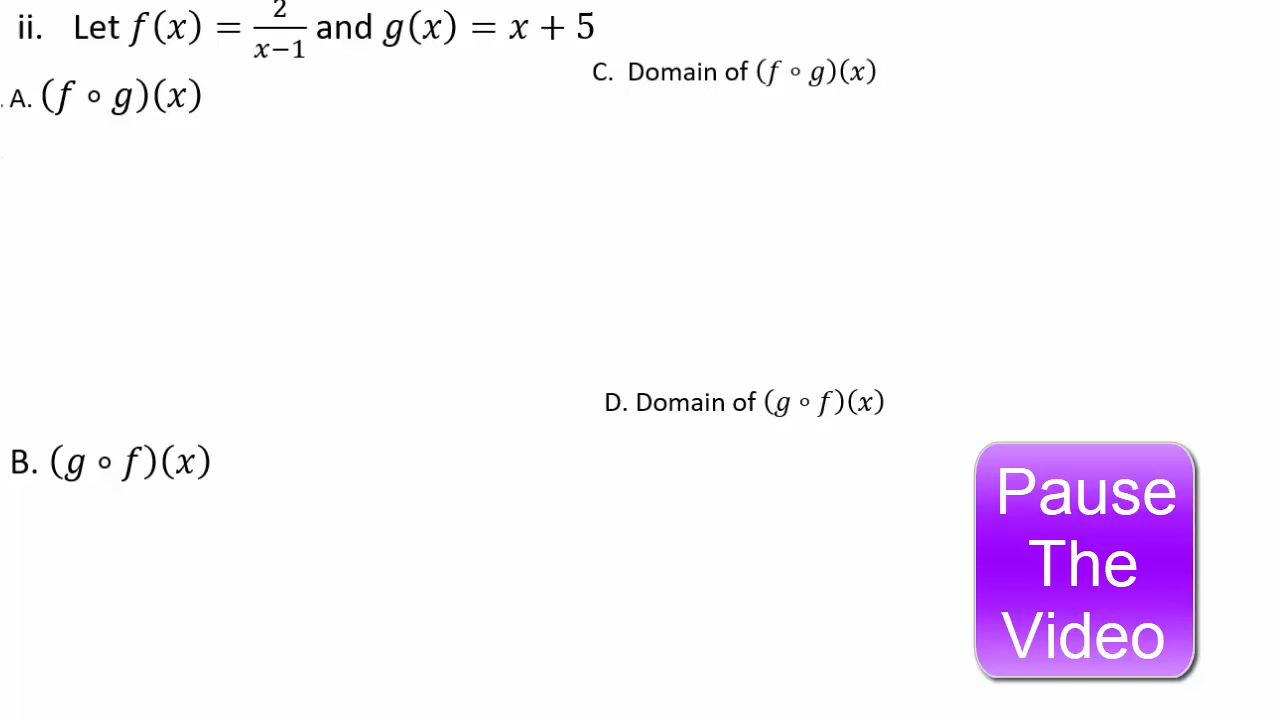 ii. Let f(x) = 2/(x−1) and g(x) = x + 5
A. (f ∘ g)(x)
C. Domain of (f ∘ g)(x)
B. (g ∘ f)(x)
D. Domain of (g ∘ f)(x)
Pause
The
Video